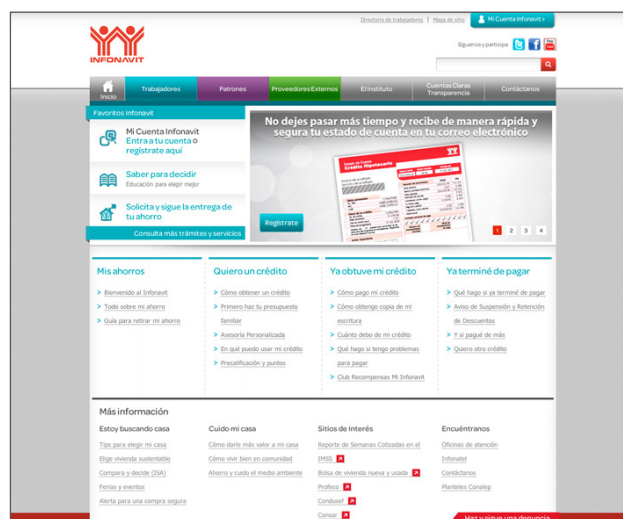 Directorio de trabajadores | Mapa de sitio
Mi Cuenta Infonavit >
INFONAVIT
Síguenos y participa
You Tube
Inicio
Trabajadores
Patrones
Proveedores Externos
El Instituto
Cuentas Claras
Transparencia
Contáctanos
Favoritos Infonavit
Mi Cuenta Infonavit
Entra a tu cuenta o
regístrate aquí
Saber para decidir
Educación para elegir mejor
Solicita y sigue la entrega de
tu ahorro
Consulta más trámites y servicios
No dejes pasar más tiempo y recibe de manera rápida y
segura tu estado de cuenta en tu correo electrónico
Estado de Cuenta
Crédito Hipotecario
Regístrate
1 2 3 4
Mis ahorros
> Bienvenido al Infonavit
> Todo sobre mi ahorro
> Guía para retirar mi ahorro
Quiero un crédito
> Cómo obtener un crédito
> Primero haz tu presupuesto
familiar
> Asesoría Personalizada
> En qué puedo usar mi crédito
> Precalificación y puntos
Ya obtuve mi crédito
> Cómo pago mi crédito
> Cómo obtengo copia de mi
escritura
> Cuánto debo de mi crédito
> Qué hago si tengo problemas
para pagar
> Club Recompensas Mi Infonavit
Ya terminé de pagar
> Qué hago si ya terminé de pagar
> Aviso de Suspensión y Retención
de Descuentos
> Y si pagué de más
> Quiero otro crédito
Más información
Estoy buscando casa
Tips para elegir mi casa
Elige vivienda sustentable
Compara y decide (ISA)
Ferias y eventos
Alerta para una compra segura
Cuido mi casa
Cómo darle más valor a mi casa
Cómo vivir bien en comunidad
Ahorro y cuido el medio ambiente
Sitios de Interés
Reporte de Semanas Cotizadas en el
IMSS
Bolsa de vivienda nueva y usada
Profeco
Condusef
Consar
Encuéntranos
Oficinas de atención
Infonatel
Contáctanos
Planteles Conalep
Haz y sigue una denuncia